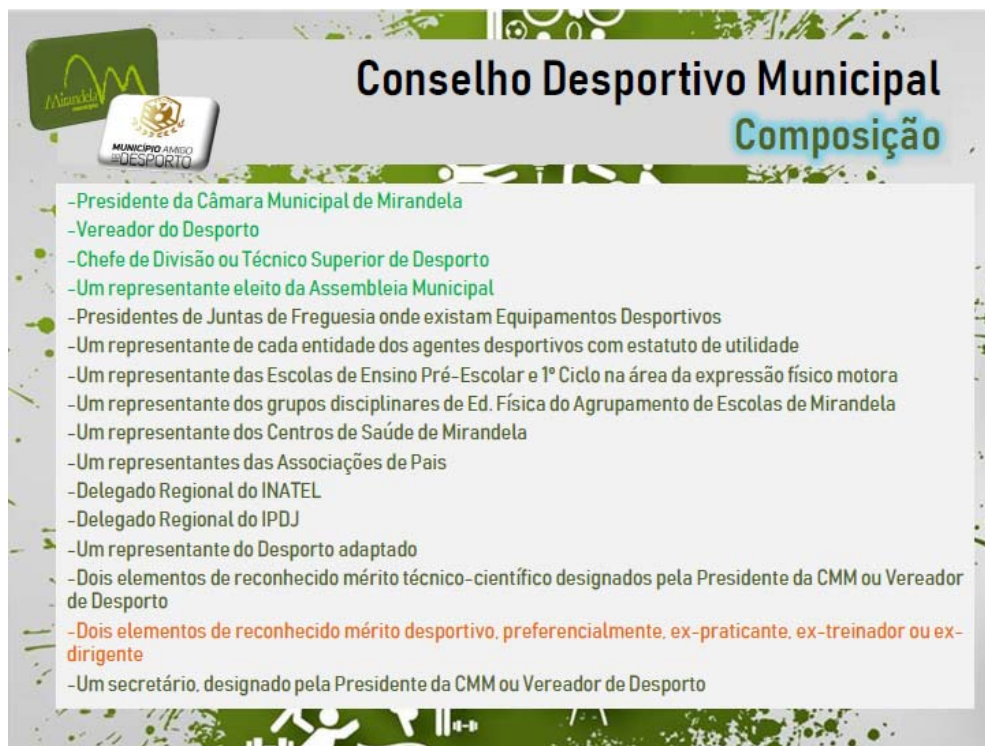 Mirandela
município
MUNICÍPIO AMIGO
DO DESPORTO
Conselho Desportivo Municipal
Composição
-Presidente da Câmara Municipal de Mirandela
-Vereador do Desporto
-Chefe de Divisão ou Técnico Superior de Desporto
-Um representante eleito da Assembleia Municipal
-Presidentes de Juntas de Freguesia onde existam Equipamentos Desportivos
-Um representante de cada entidade dos agentes desportivos com estatuto de utilidade
-Um representante das Escolas de Ensino Pré-Escolar e 1º Ciclo na área da expressão físico motora
-Um representante dos grupos disciplinares de Ed. Física do Agrupamento de Escolas de Mirandela
-Um representante dos Centros de Saúde de Mirandela
-Um representantes das Associações de Pais
-Delegado Regional do INATEL
-Delegado Regional do IPDJ
-Um representante do Desporto adaptado
-Dois elementos de reconhecido mérito técnico-científico designados pela Presidente da CMM ou Vereador
de Desporto
-Dois elementos de reconhecido mérito desportivo, preferencialmente, ex-praticante, ex-treinador ou ex-
dirigente
-Um secretário, designado pela Presidente da CMM ou Vereador de Desporto